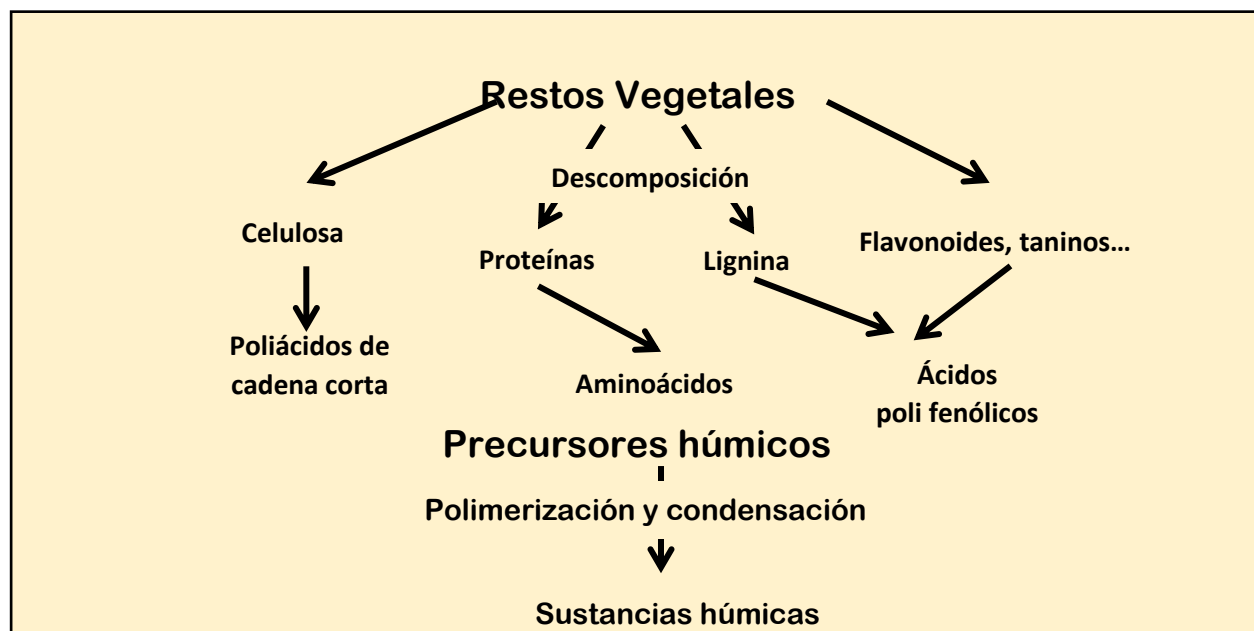 Restos Vegetales
Descomposición
Celulosa
Proteínas
Lignina
Flavonoides, taninos...
Poliácidos de
cadena corta
Aminoácidos
Ácidos
poli fenólicos
Precursores húmicos
Polimerización y condensación
Sustancias húmicas